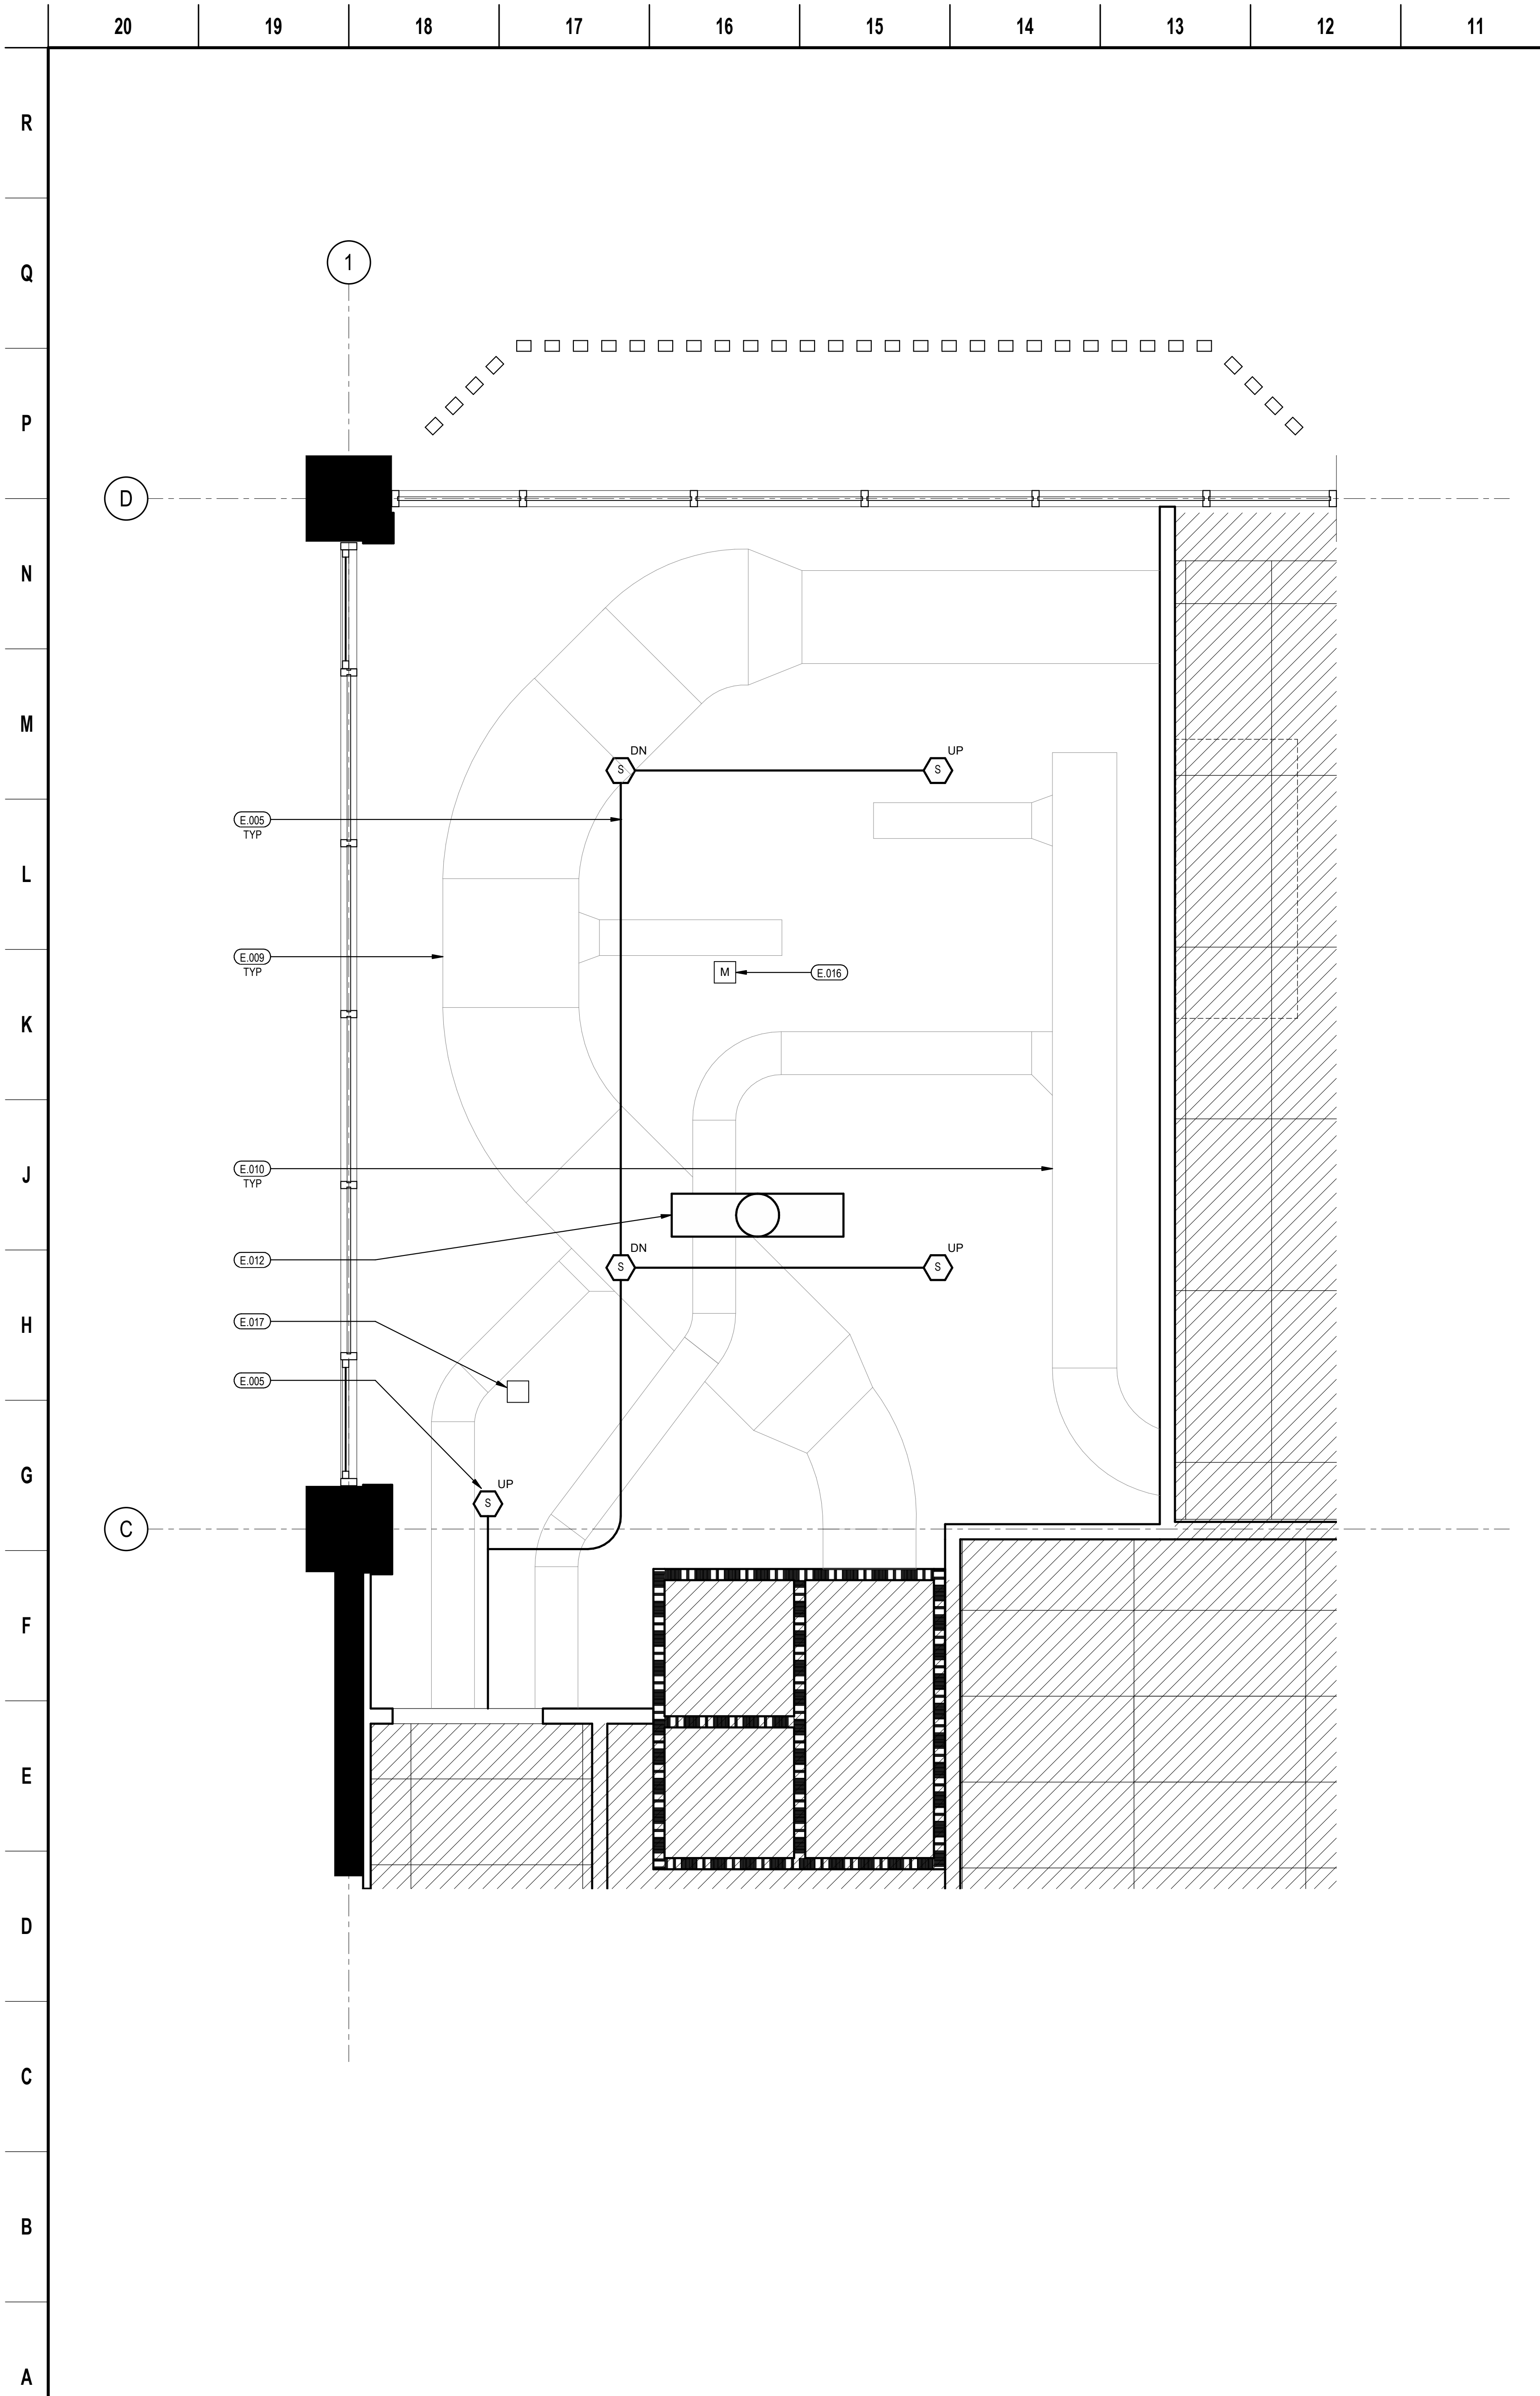 20 19 18 17 16 15 14 13 12 11
R
Q
1
P
D
N
M
DN UP
S S
E.005
TYP
L
E.009
TYP
M E.016
K
J
E.010
TYP
DN UP
E.012
S S
H
E.017
E.005
G
UP
S
C
F
E
D
C
B
A